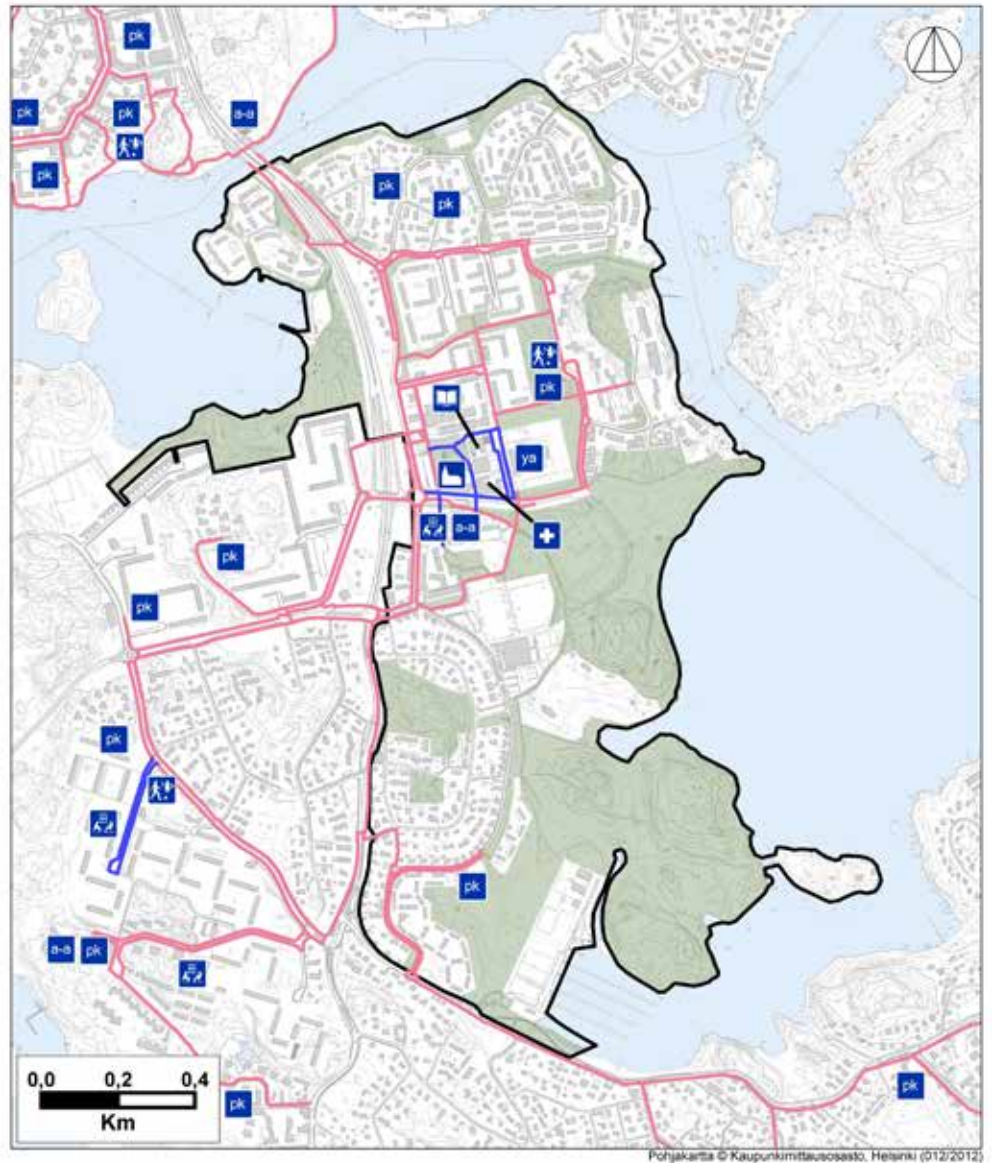 pk
pk
pk
a-a
pk
pk
pk
pk
ya
a-a
pk
pk
pk
pk
a-a
pk
pk
pk
0,0 0,2 0,4
Km
Pohjakartta © Kaupunkimittausosasto, Helsinki (012/2012)